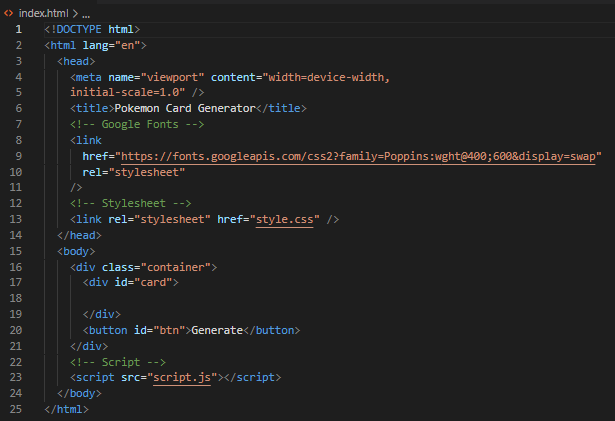 index.html > ...
1 <!DOCTYPE html>
2 <html lang="en">
3 <head>
4 <meta name="viewport" content="width=device-width,
5 initial-scale=1.0" />
6 <title>Pokemon Card Generator</title>
7 <!-- Google Fonts -->
8 <link
9 href="https://fonts.googleapis.com/css2?family=Poppins:wght@400;600&display=swap"
10 rel="stylesheet"
11 />
12 <!-- Stylesheet -->
13 <link rel="stylesheet" href="style.css" />
14 </head>
15 <body>
16 <div class="container">
17 <div id="card">
18
19 </div>
20 <button id="btn">Generate</button>
21 </div>
22 <!-- Script -->
23 <script src="script.js"></script>
24 </body>
25 </html>